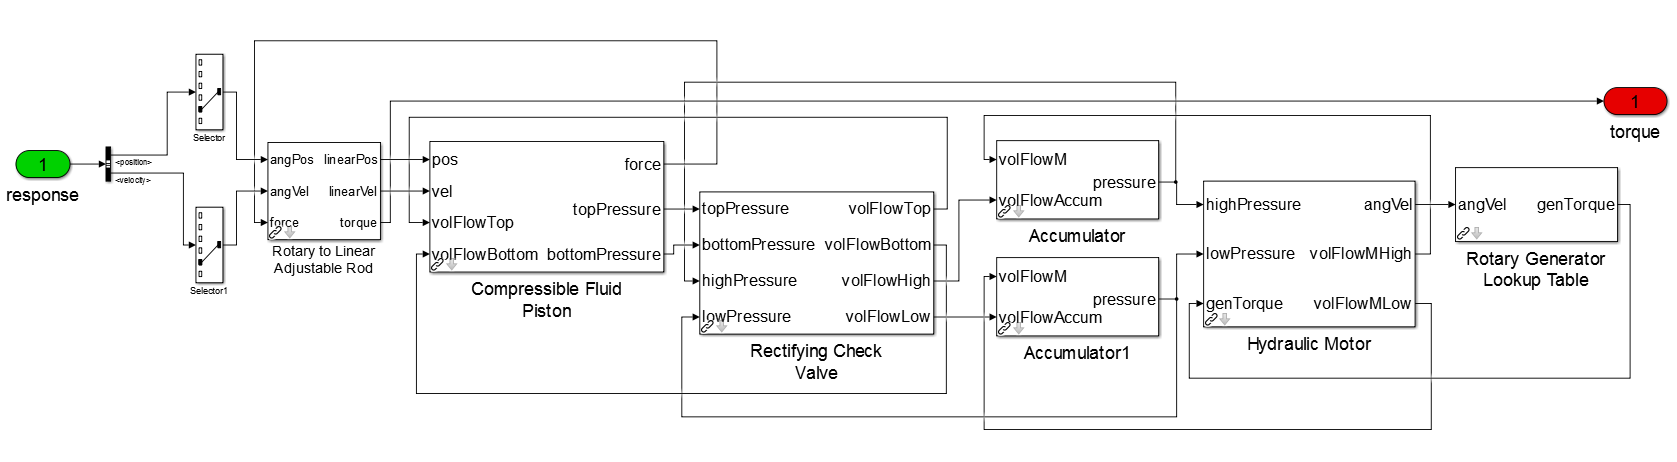 1
response
<position>
<velocity>
Selector
Selector1
angPos
angVel
force
linearPos
linearVel
torque
Rotary to Linear
Adjustable Rod
pos
vel
volFlowTop
volFlowBottom
force
topPressure
bottomPressure
Compressible Fluid
Piston
topPressure
bottomPressure
highPressure
lowPressure
volFlowTop
volFlowBottom
volFlowHigh
volFlowLow
Rectifying Check
Valve
volFlowM
volFlowAccum
pressure
Accumulator
volFlowM
volFlowAccum
pressure
Accumulator1
highPressure
lowPressure
genTorque
angVel
volFlowMHigh
volFlowMLow
Hydraulic Motor
angVel
genTorque
Rotary Generator
Lookup Table
1
torque